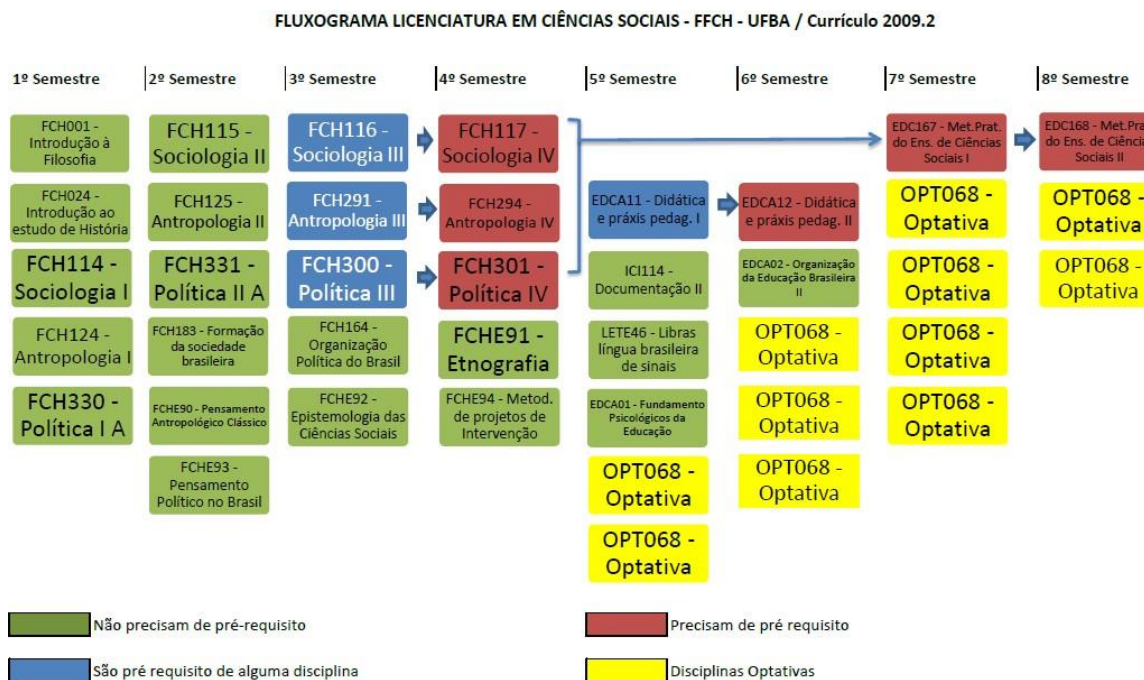 FLUXOGRAMA LICENCIATURA EM CIÊNCIAS SOCIAIS - FFCH - UFBA / Currículo 2009.2
1º Semestre
2º Semestre
3º Semestre
4º Semestre
5º Semestre
6º Semestre
7º Semestre
8º Semestre
FCH001 -
Introdução à
Filosofia
FCH115 -
Sociologia II
FCH116 -
Sociologia III
FCH117 -
Sociologia IV
EDC167 - Met.Prat.
do Ens. de Ciências
Sociais I
EDC168 - Met.Prat.
do Ens. de Ciência
Sociais II
FCH024 -
Introdução ao
estudo de História
FCH125 -
Antropologia II
FCH291 -
Antropologia III
FCH294 -
Antropologia IV
EDCA11 - Didática
e práxis pedag. I
EDCA12 - Didática
e práxis pedag. II
OPT068 -
Optativa
OPT068 -
Optativa
FCH114 -
Sociologia I
FCH331 -
Política II A
FCH300 -
Política III
FCH301 -
Política IV
ICI114 -
Documentação II
EDCA02 - Organização
da Educação Brasileira
II
OPT068 -
Optativa
OPT068 -
Optativa
FCH124 -
Antropologia I
FCH183 - Formação
da sociedade
brasileira
FCH164 -
Organização
Política do Brasil
FCHE91 -
Etnografia
LETE46 - Libras
língua brasileira
de sinais
OPT068 -
Optativa
OPT068 -
Optativa
FCH330 -
Política I A
FCHE90 - Pensamento
Antropológico Clássico
FCHE92 -
Epistemologia das
Ciências Sociais
FCHE94 - Metod.
de projetos de
Intervenção
EDCA01 - Fundamento
Psicológicos da
Educação
OPT068 -
Optativa
OPT068 -
Optativa
FCHE93 -
Pensamento
Político no Brasil
OPT068 -
Optativa
OPT068 -
Optativa
OPT068 -
Optativa
Não precisam de pré-requisito
Precisam de pré requisito
São pré requisito de alguma disciplina
Disciplinas Optativas